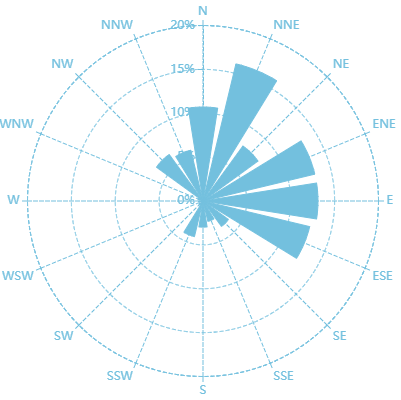 N
NNW 20% NNE
NW 15% NE
10%
WNW ENE
W 0% E
WSW ESE
SW SE
SSW SSE
S